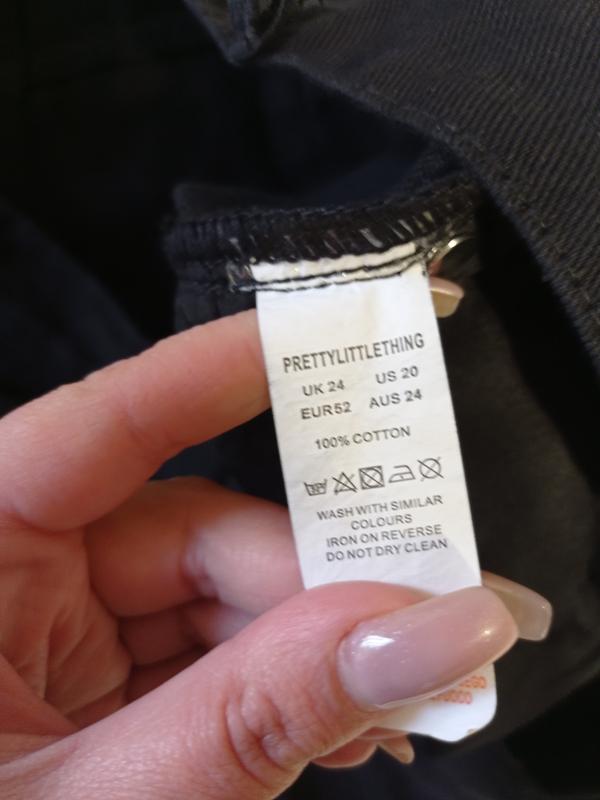 PRETTYLITTLETHING
UK 24 US 20
EUR52 AUS 24
100% COTTON
WASH WITH SIMILAR
COLOURS
IRON ON REVERSE
DO NOT DRY CLEAN